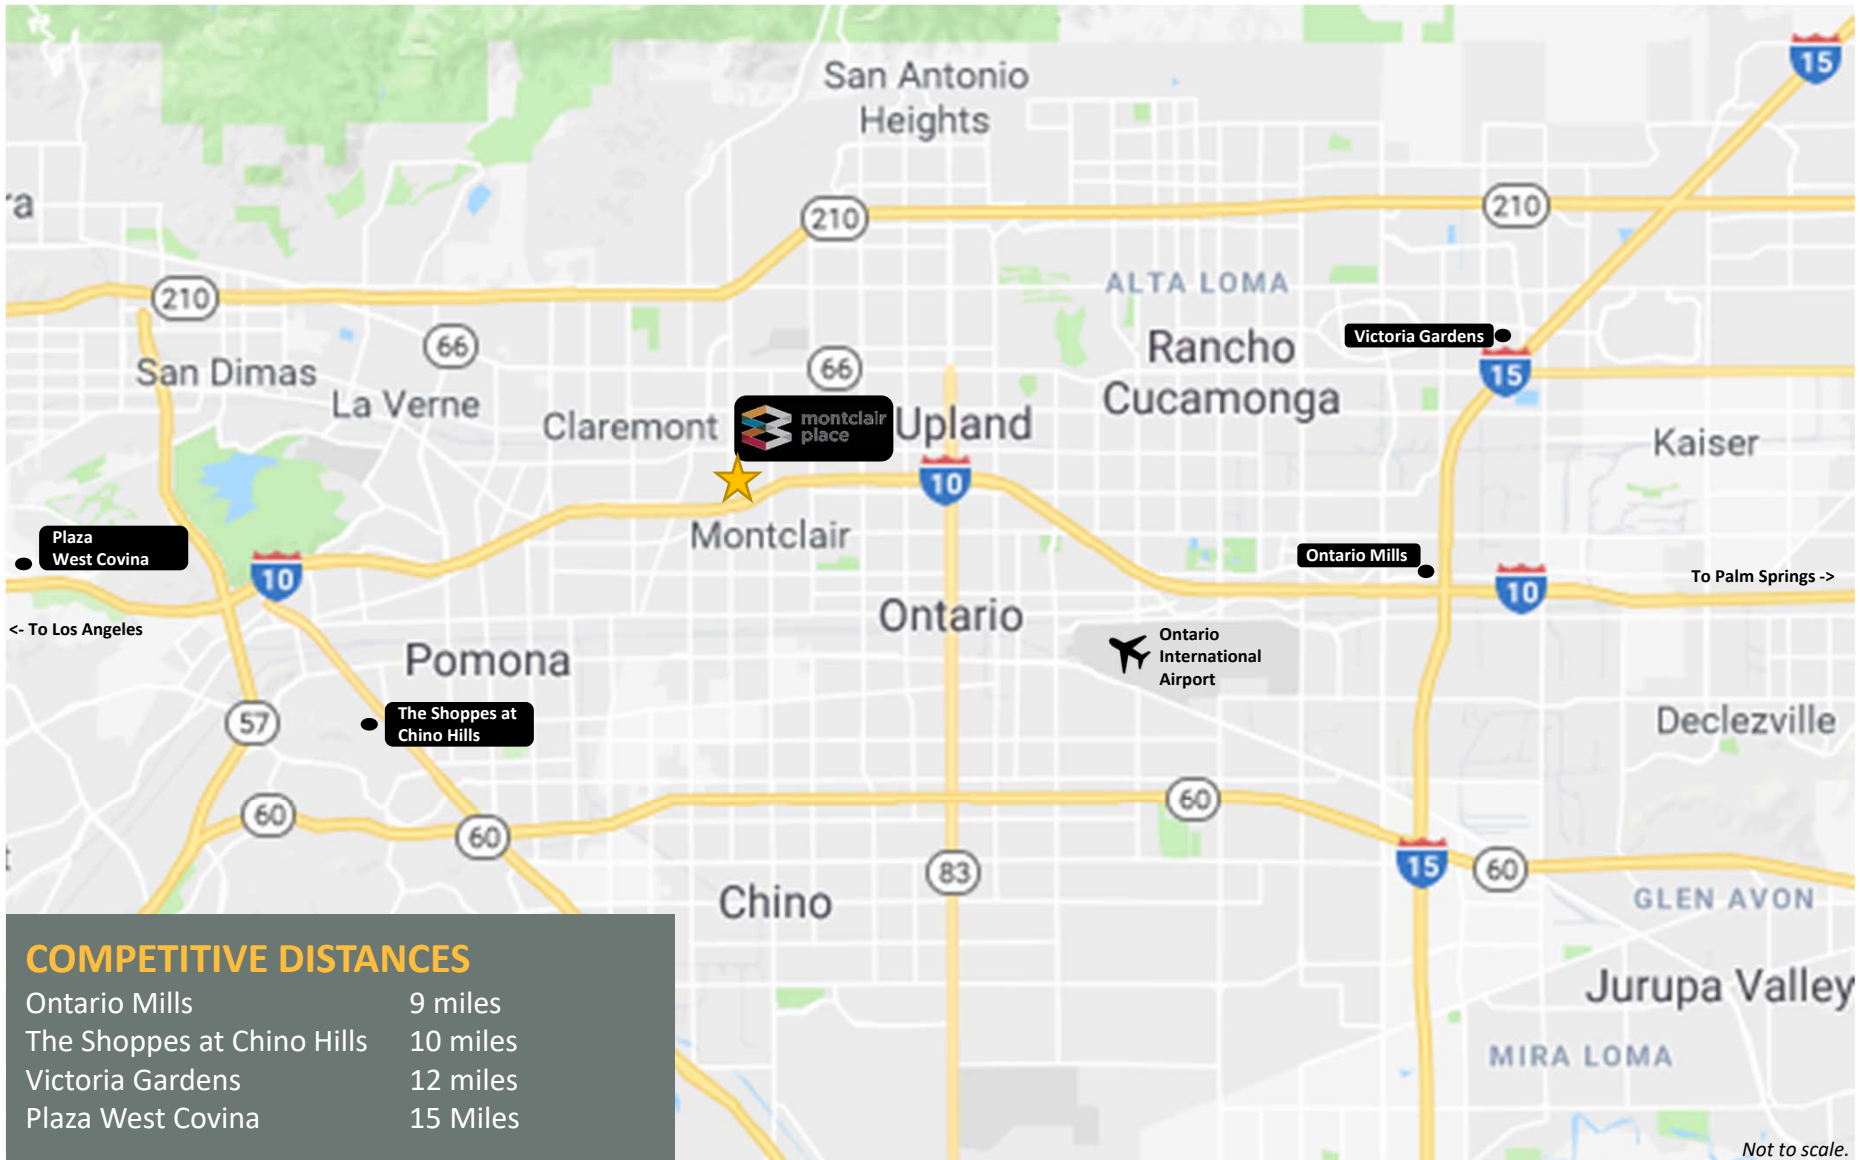 San Antonio
Heights
15
ra
210
210
210
ALTA LOMA
66
66
Victoria Gardens
Rancho
Cucamonga
15
San Dimas
La Verne
Claremont
montclair
place
Upland
Kaiser
10
Montclair
Plaza
West Covina
10
Ontario Mills
10
To Palm Springs ->
<- To Los Angeles
Ontario
Ontario
International
Airport
Pomona
57
The Shoppes at
Chino Hills
Declezville
60
60
60
15
60
83
Chino
GLEN AVON
Jurupa Valley
MIRA LOMA
COMPETITIVE DISTANCES
Ontario Mills 9 miles
The Shoppes at Chino Hills 10 miles
Victoria Gardens 12 miles
Plaza West Covina 15 Miles
Not to scale.